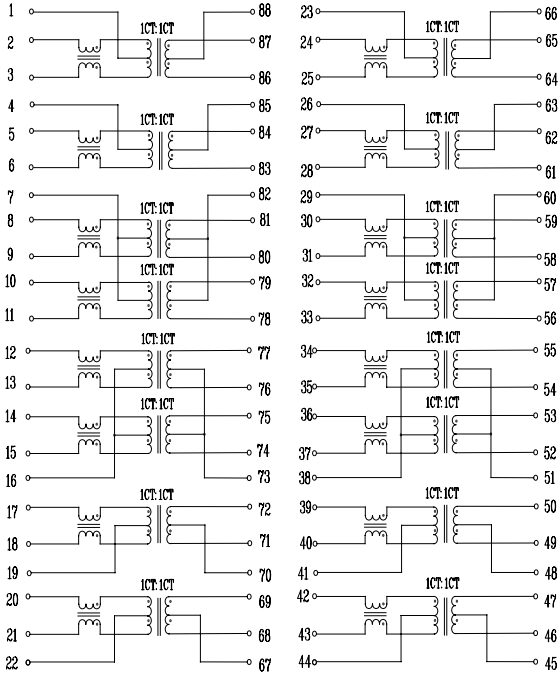 1 88 23 66
1CT:1CT 1CT:1CT
2 87 24 65
3 86 25 64
4 85 26 63
1CT:1CT 1CT:1CT
5 84 27 62
6 83 28 61
7 82 29 60
1CT:1CT 1CT:1CT
8 81 30 59
9 80 31 58
1CT:1CT 1CT:1CT
10 79 32 57
11 78 33 56
1CT:1CT 1CT:1CT
12 77 34 55
13 76 35 54
1CT:1CT 1CT:1CT
14 75 36 53
15 74 37 52
16 73 38 51
1CT:1CT 1CT:1CT
17 72 39 50
18 71 40 49
19 70 41 48
1CT:1CT 1CT:1CT
20 69 42 47
21 68 43 46
22 67 44 45